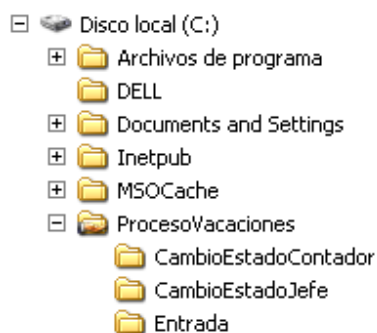 Disco local (C:)
Archivos de programa
DELL
Documents and Settings
Inetpub
MSOCache
ProcesoVacaciones
CambioEstadoContador
CambioEstadoJefe
Entrada